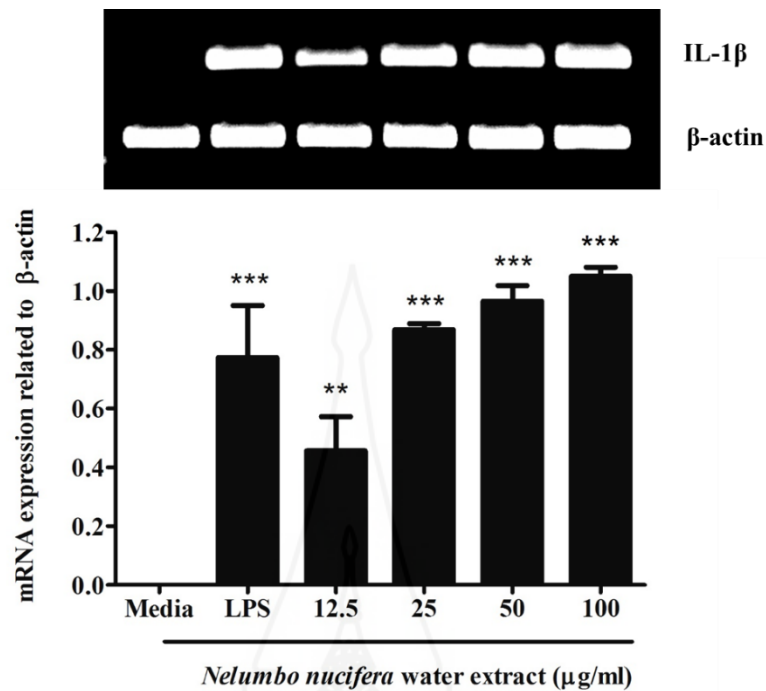 IL-1β
β-actin
mRNA expression related to β-actin
1.2
1.0
0.8
0.6
0.4
0.2
0.0
***
**
***
***
***
Media LPS 12.5 25 50 100
Nelumbo nucifera water extract (µg/ml)